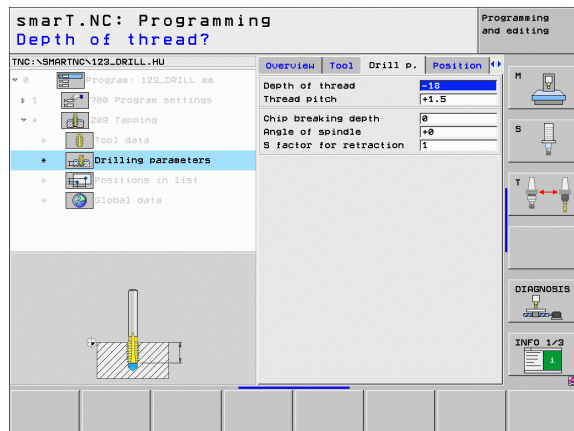 smarT.NC: Programming
Depth of thread?
Programming
and editing
TNC:\SMARTNC\123_DRILL.HU
0 Program: 123_DRILL mm
1 700 Program settings
* 209 Tapping
* Tool data
* Drilling parameters
* Positions in list
* Global data
Overview Tool Drill p. Position
Depth of thread -18
Thread pitch +1.5
Chip breaking depth 0
Angle of spindle +0
S factor for retraction 1
M
S
T
DIAGNOSIS
INFO 1/3
i